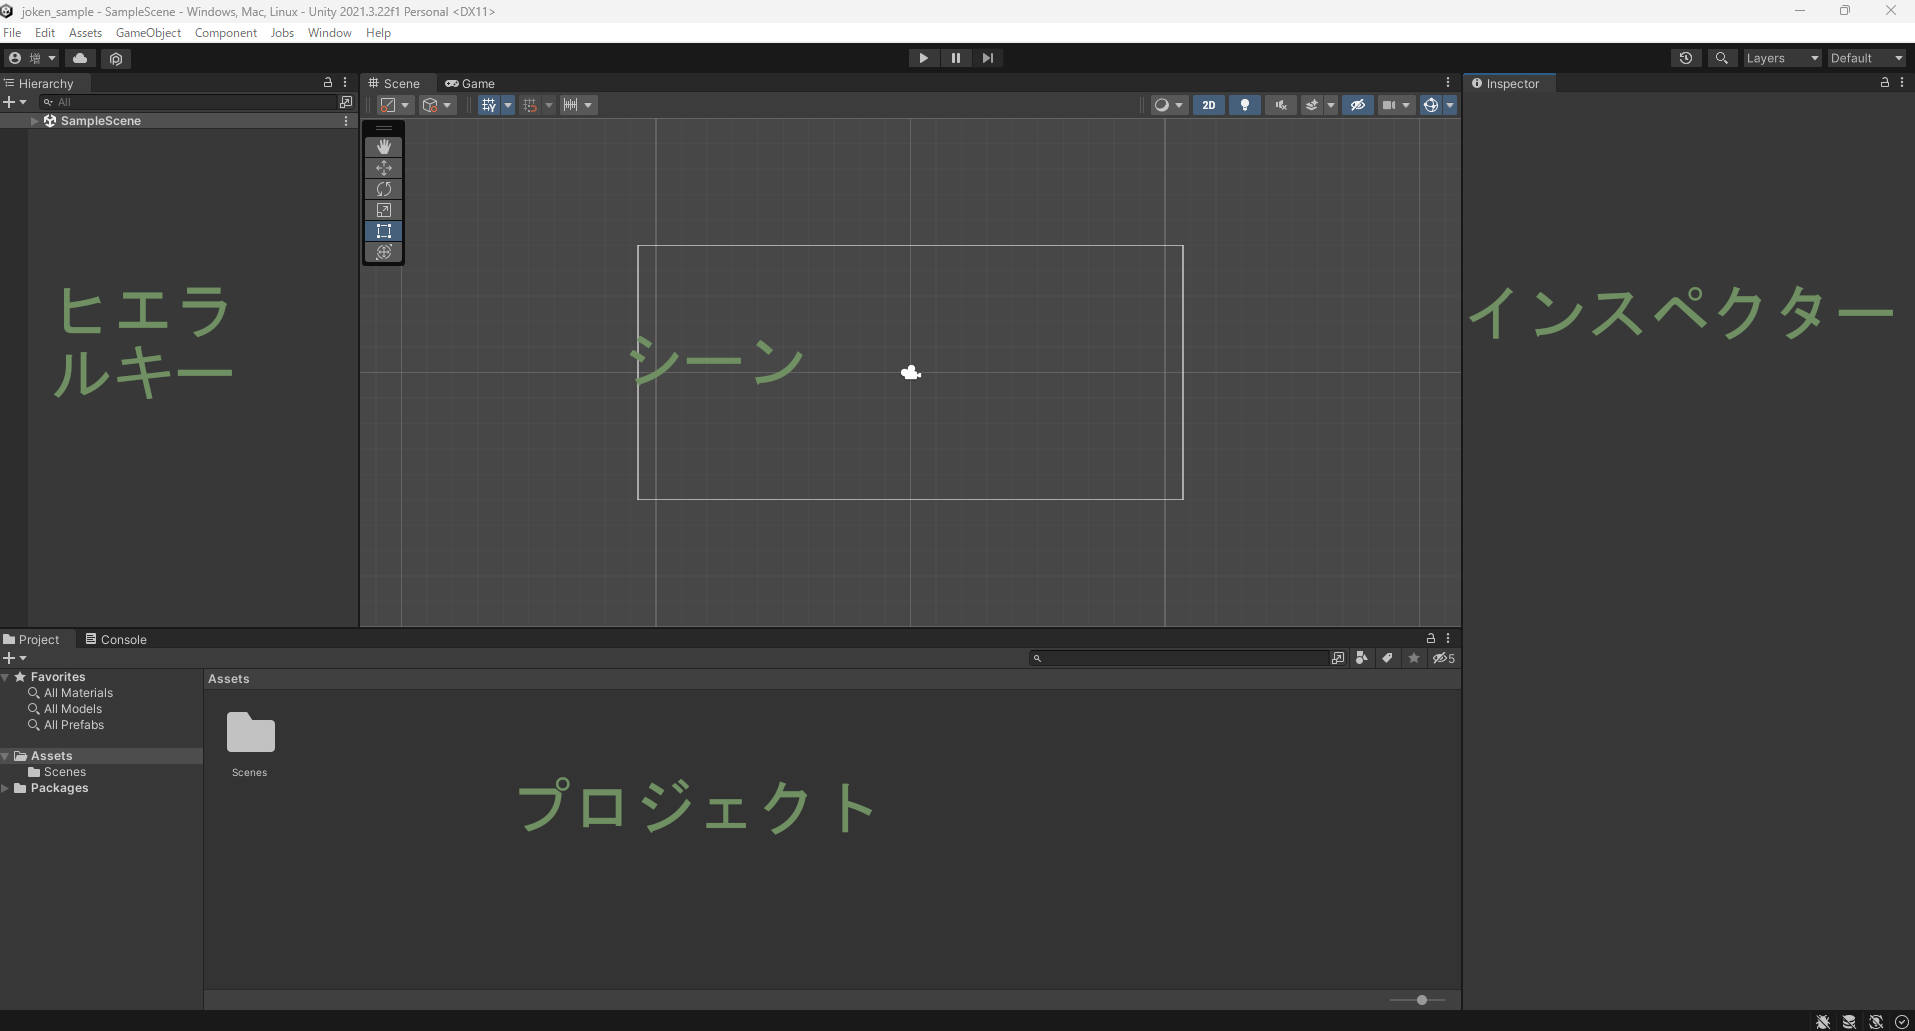 joken_sample - SampleScene - Windows, Mac, Linux - Unity 2021.3.22f1 Personal <DX11>
File Edit Assets GameObject Component Jobs Window Help
増 Layers Default
Hierarchy
All
SampleScene
ヒエラ
ルキー
Scene Game
2D
シーン
Inspector
インスペクター
Project Console
5
Favorites
All Materials
All Models
All Prefabs
Assets
Scenes
Packages
Assets
Scenes
プロジェクト